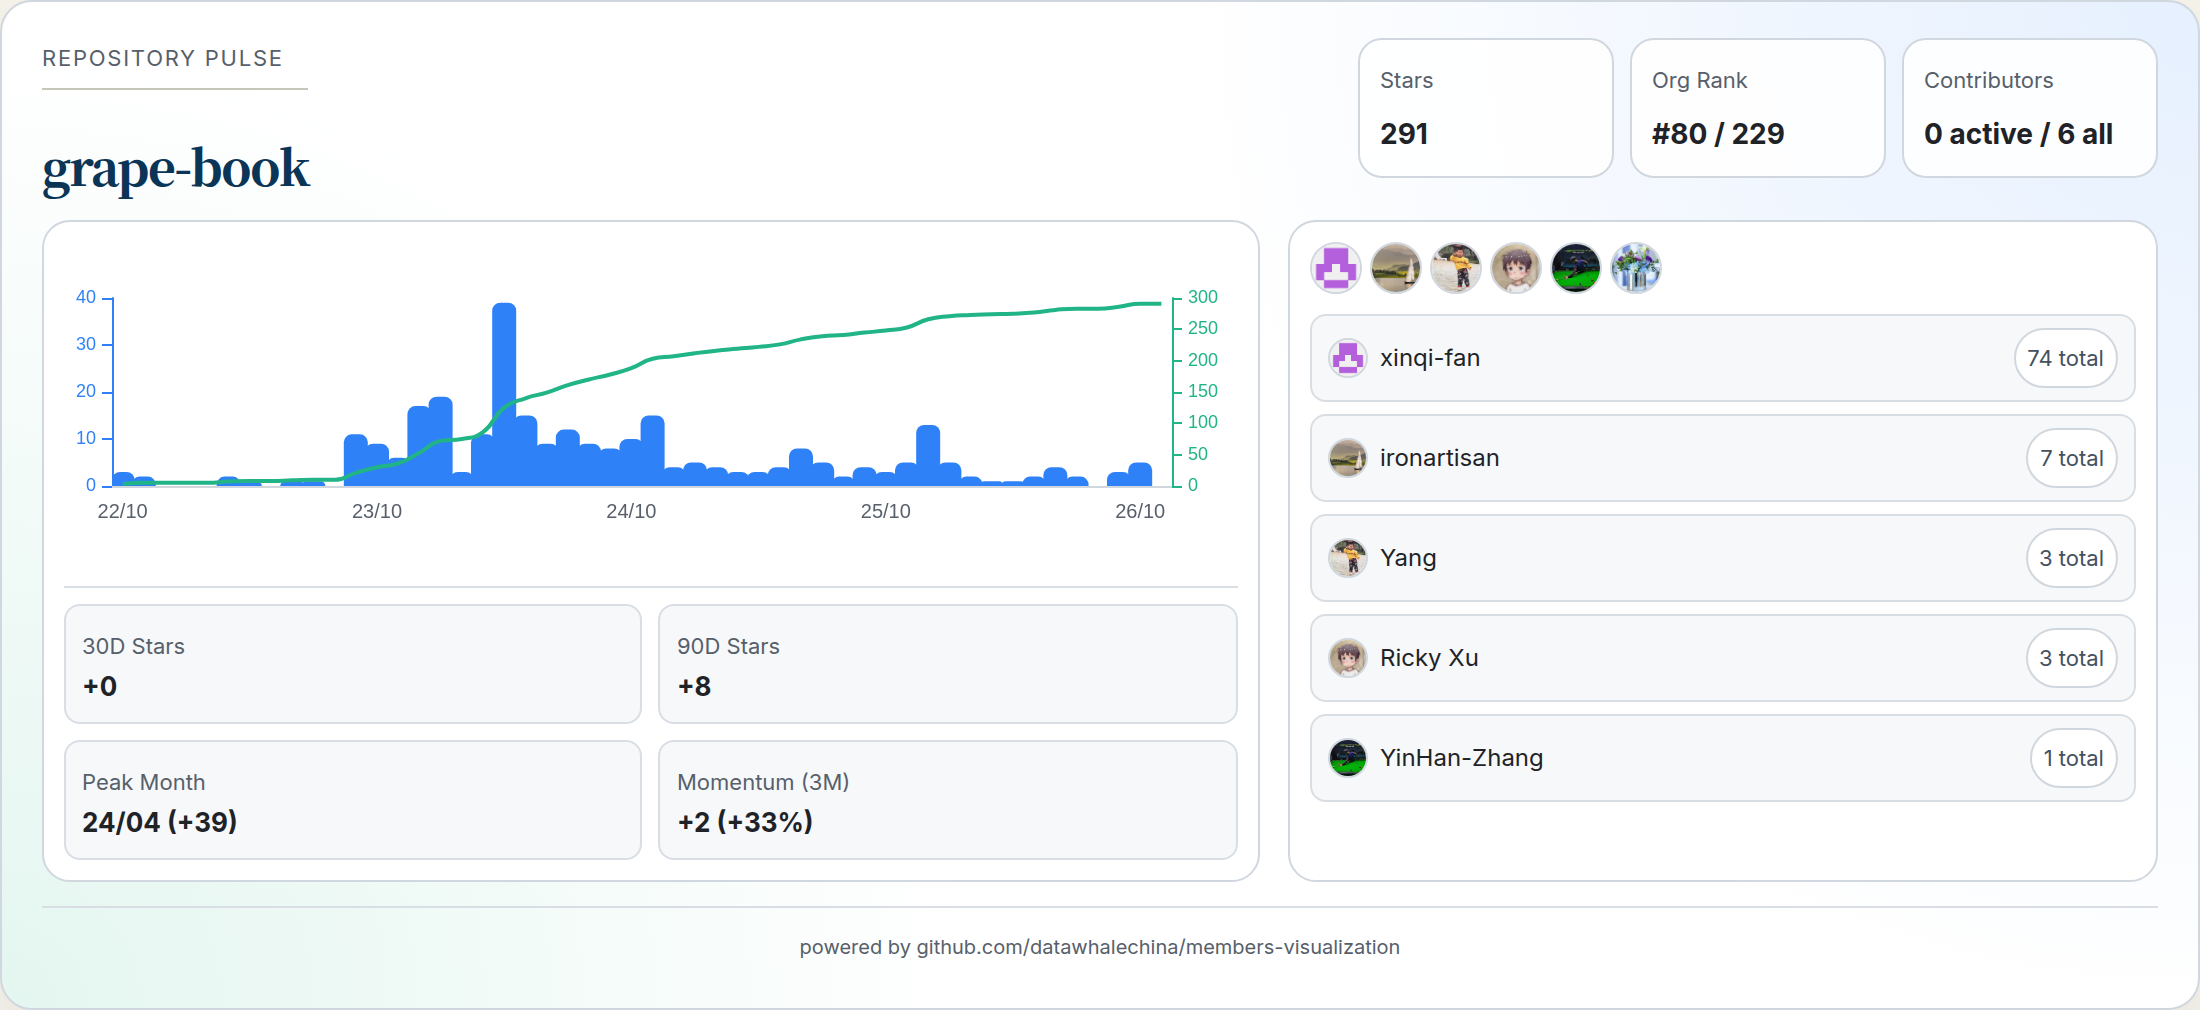 REPOSITORY PULSE
grape-book
Stars
291
Org Rank
#80 / 229
Contributors
0 active / 6 all
40
30
20
10
0
300
250
200
150
100
50
0
22/10
23/10
24/10
25/10
26/10
30D Stars
+0
90D Stars
+8
Peak Month
24/04 (+39)
Momentum (3M)
+2 (+33%)
xinqi-fan
74 total
ironartisan
7 total
Yang
3 total
Ricky Xu
3 total
YinHan-Zhang
1 total
powered by github.com/datawhalechina/members-visualization